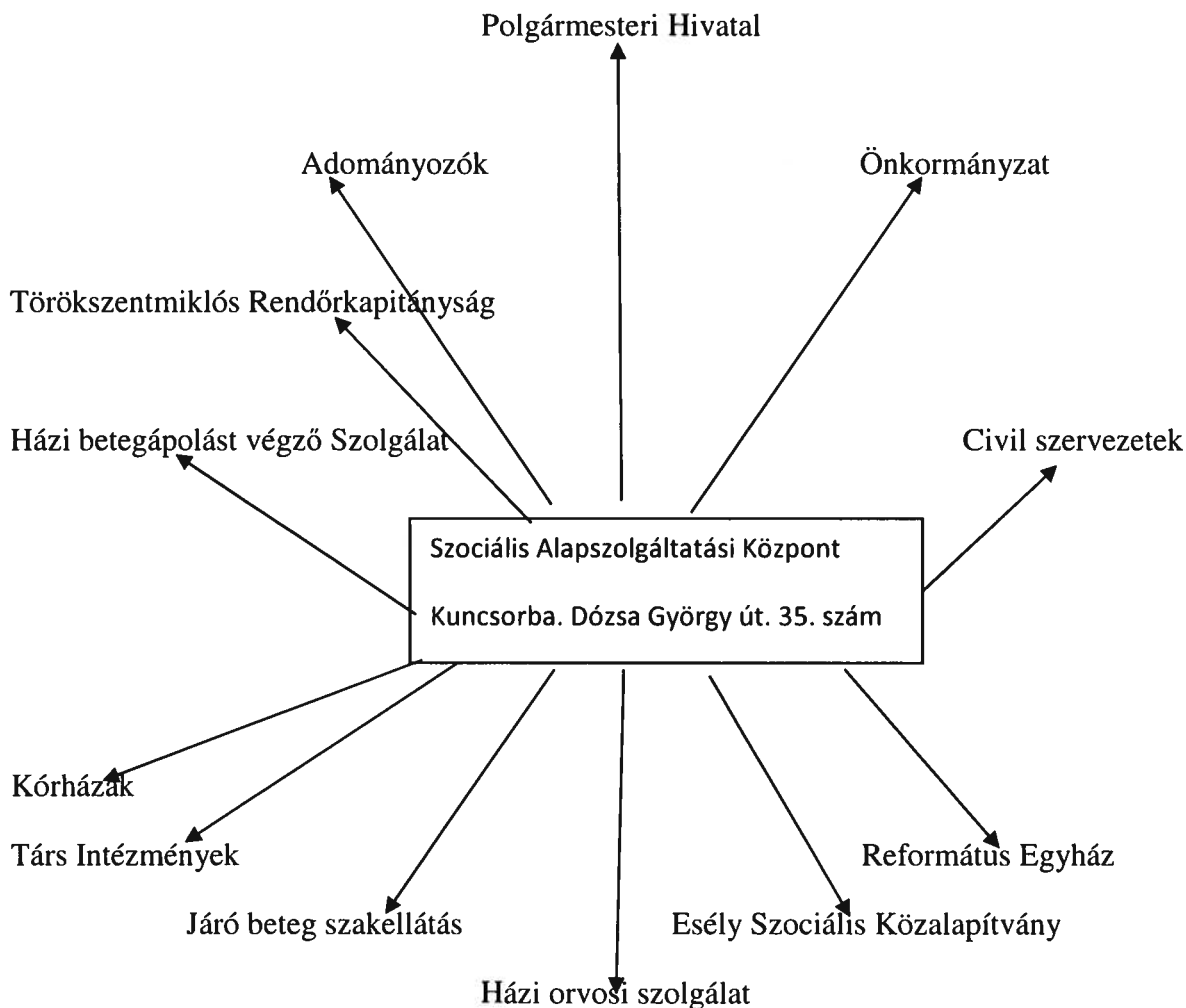 Polgármesteri Hivatal
Adományozók
Önkormányzat
Törökszentmiklós Rendőrkapitányság
Házi betegápolást végző Szolgálat
Civil szervezetek
Szociális Alapszolgáltatási Központ
Kuncsorba. Dózsa György út. 35. szám
Kórházak
Társ Intézmények
Református Egyház
Járó beteg szakellátás
Esély Szociális Közalapítvány
Házi orvosi szolgálat